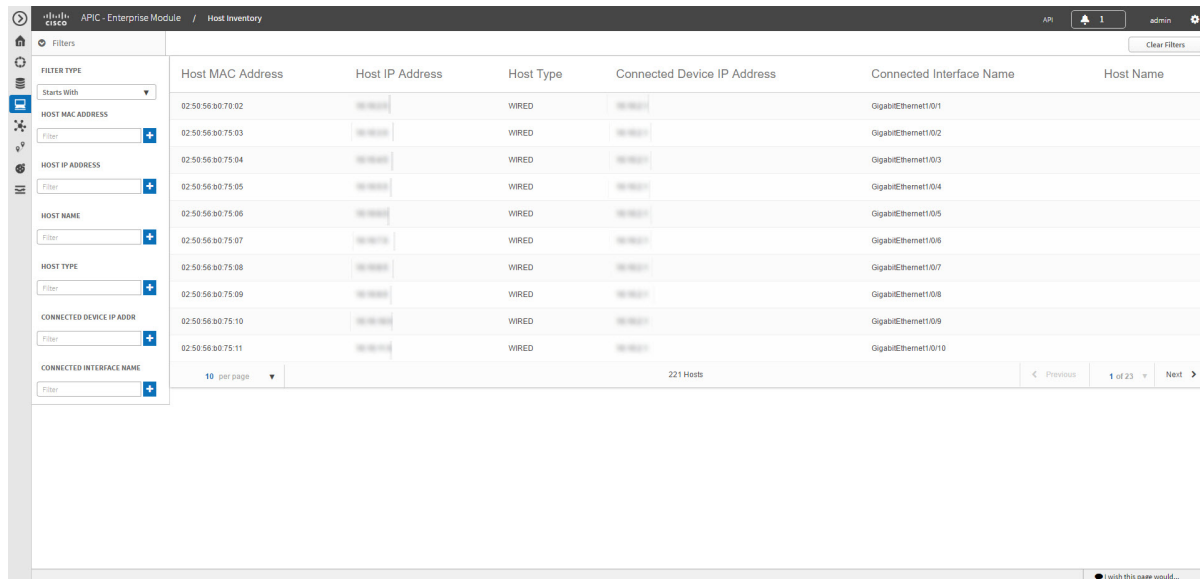 cisco APIC - Enterprise Module / Host Inventory API 1 admin
Filters Clear Filters
FILTER TYPE
Starts With
HOST MAC ADDRESS
Filter
HOST IP ADDRESS
Filter
HOST NAME
Filter
HOST TYPE
Filter
CONNECTED DEVICE IP ADDR
Filter
CONNECTED INTERFACE NAME
Filter
Host MAC Address Host IP Address Host Type Connected Device IP Address Connected Interface Name Host Name
02:50:56:b0:70:02 WIRED GigabitEthernet1/0/1
02:50:56:b0:75:03 WIRED GigabitEthernet1/0/2
02:50:56:b0:75:04 WIRED GigabitEthernet1/0/3
02:50:56:b0:75:05 WIRED GigabitEthernet1/0/4
02:50:56:b0:75:06 WIRED GigabitEthernet1/0/5
02:50:56:b0:75:07 WIRED GigabitEthernet1/0/6
02:50:56:b0:75:08 WIRED GigabitEthernet1/0/7
02:50:56:b0:75:09 WIRED GigabitEthernet1/0/8
02:50:56:b0:75:10 WIRED GigabitEthernet1/0/9
02:50:56:b0:75:11 WIRED GigabitEthernet1/0/10
10 per page 221 Hosts Previous 1 of 23 Next
I wish this page would...